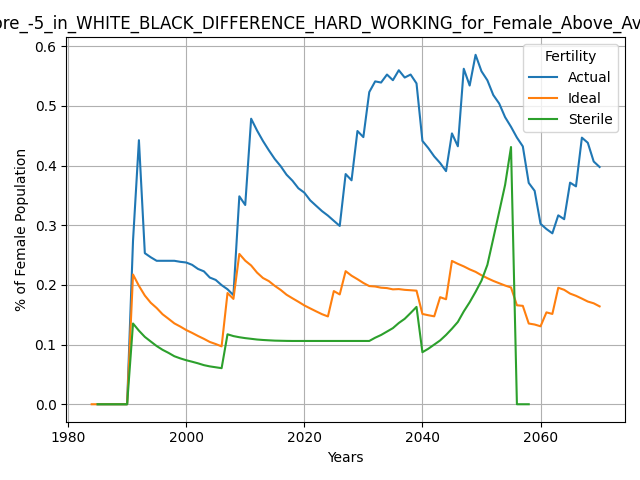 ore_-5_in_WHITE_BLACK_DIFFERENCE_HARD_WORKING_for_Female_Above_Av
Fertility
Actual
Ideal
Sterile
% of Female Population
0.6
0.5
0.4
0.3
0.2
0.1
0.0
1980 2000 2020 2040 2060
Years